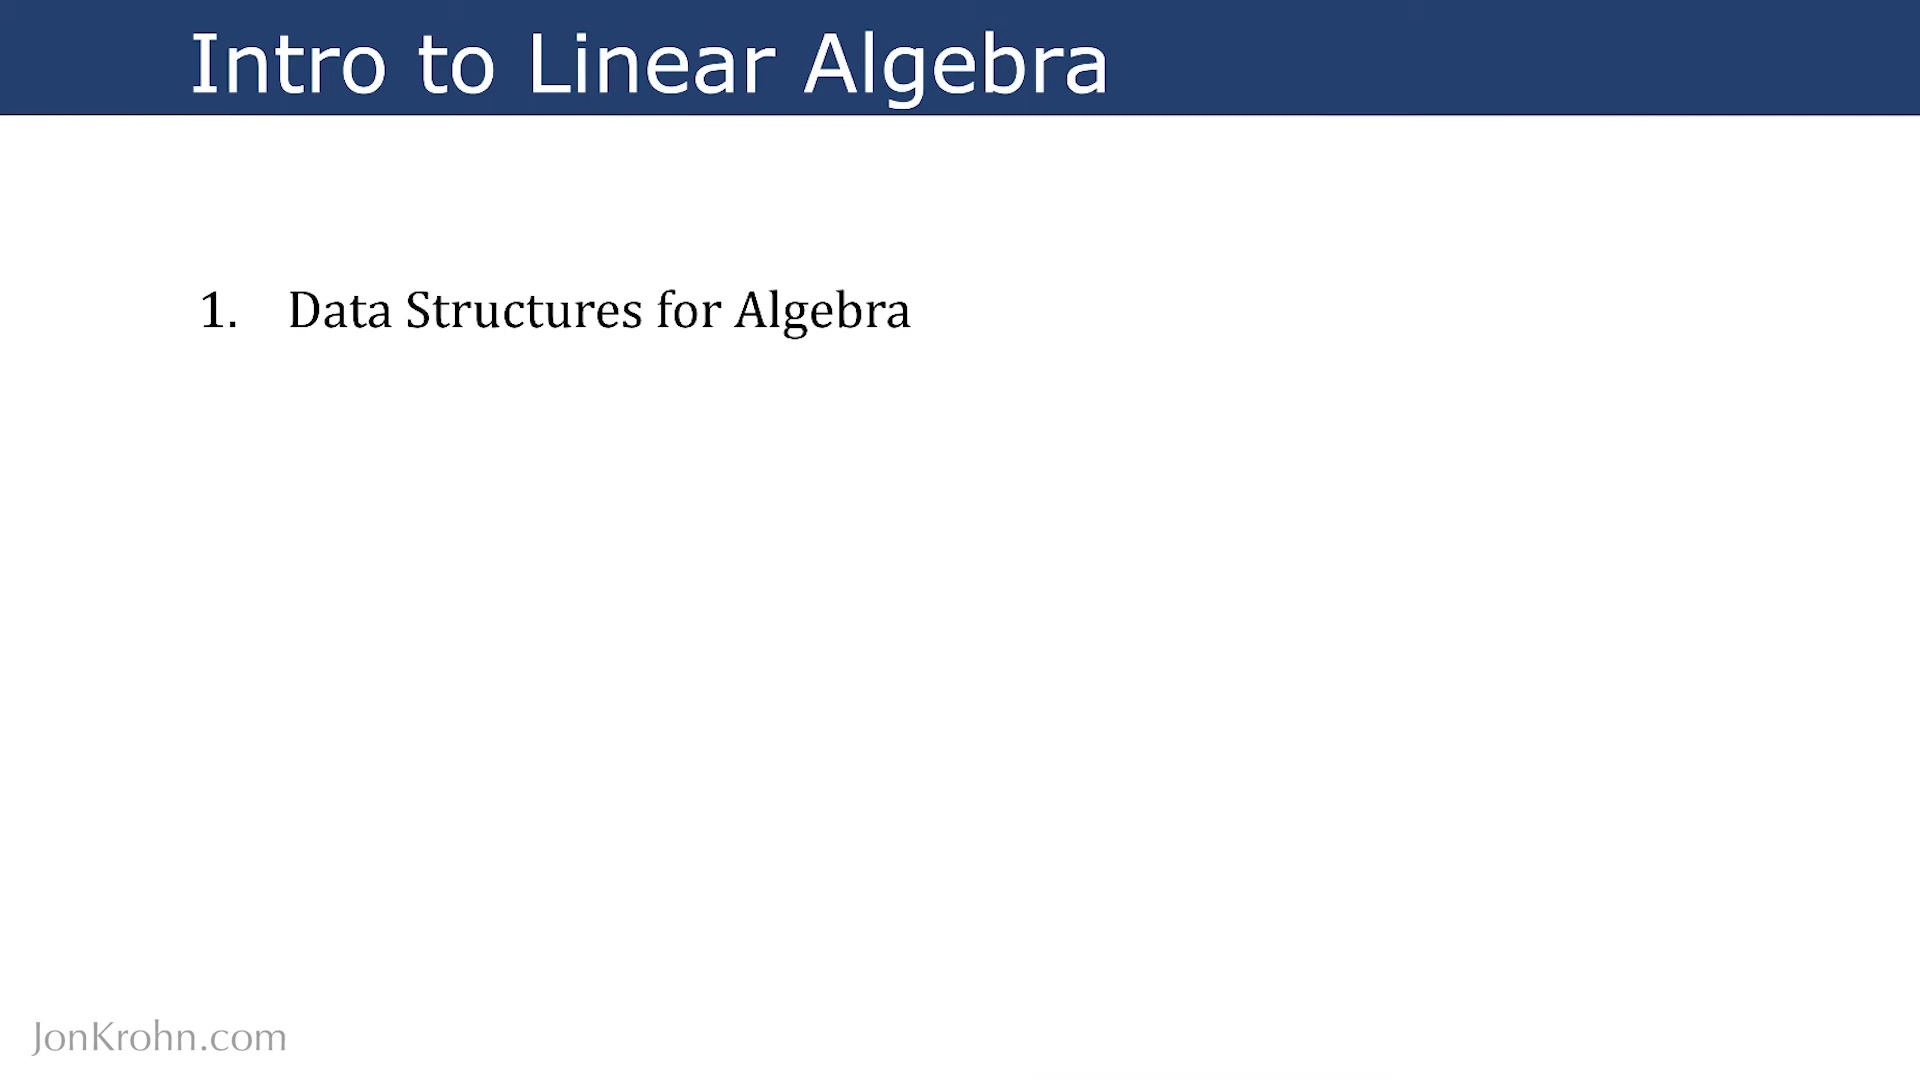 Intro to Linear Algebra
1. Data Structures for Algebra
JonKrohn.com